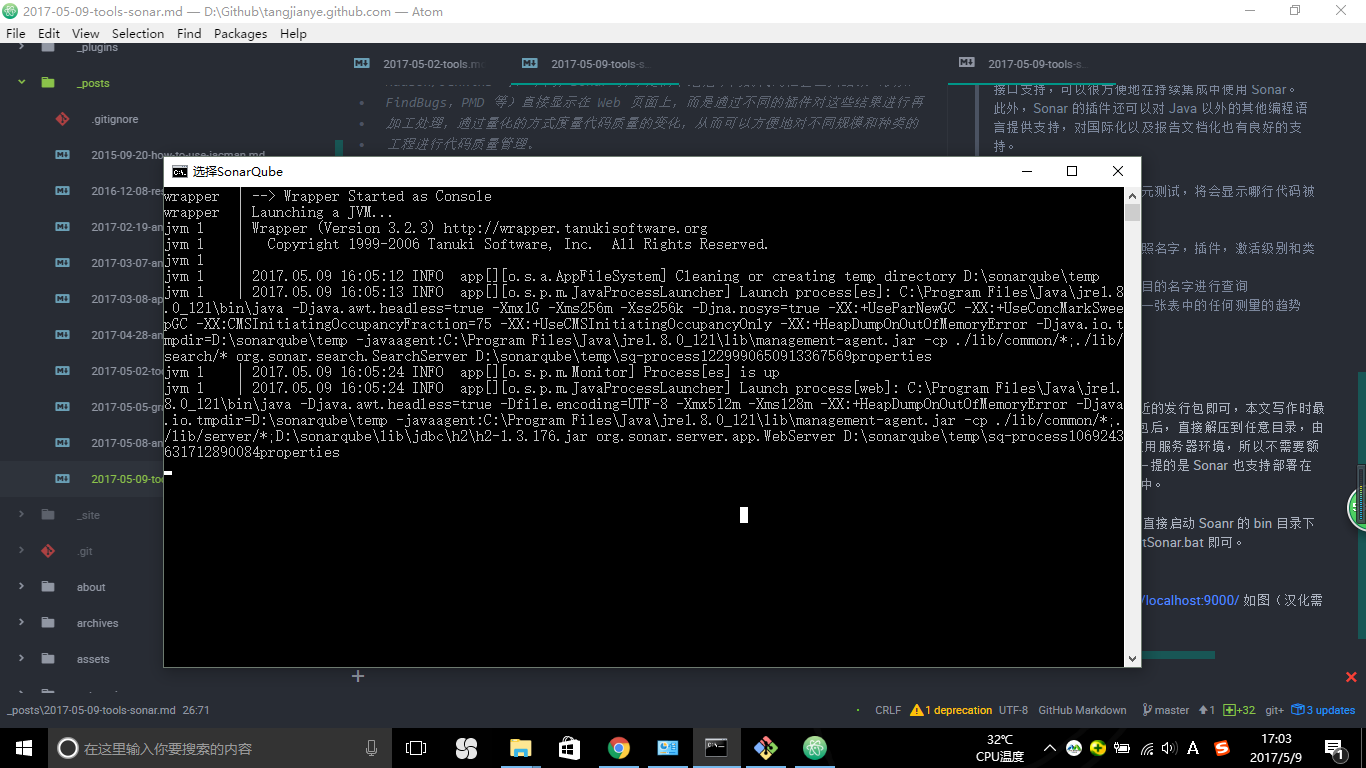 2017-05-09-tools-sonar.md — D:\Github\tangjianye.github.com — Atom
File Edit View Selection Find Packages Help
_plugins
_posts
.gitignore
2015-09-20-how-to-use-jacman.md
2016-12-08-re
2017-02-19-an
2017-03-07-an
2017-03-08-ap
2017-04-28-an
2017-05-02-to
2017-05-05-gr
2017-05-08-an
2017-05-09-to
_site
.git
about
archives
assets
2017-05-02-tools.m
2017-05-09-tools-s...
2017-05-09-tools-s...
FindBugs，PMD 等）直接显示在 Web 页面上，而是通过不同的插件对这些结果进行再
加工处理，通过量化的方式度量代码质量的变化，从而可以方便地对不同规模和种类的
工程进行代码质量管理。
接口支持，可以很方便地在持续集成中使用 Sonar。
此外，Sonar 的插件还可以对 Java 以外的其他编程语
言提供支持，对国际化以及报告文档化也有良好的支
持。
元测试，将会显示哪行代码被
照名字，插件，激活级别和类
目的名字进行查询
一张表中的任何测量的趋势
近的发行包即可，本文写作时最
包后，直接解压到任意目录，由
用服务器环境，所以不需要额
一提的是 Sonar 也支持部署在
中。
直接启动 Soanr 的 bin 目录下
tSonar.bat 即可。
/localhost:9000/ 如图（汉化需
选择SonarQube
wrapper | --> Wrapper Started as Console
wrapper | Launching a JVM...
jvm 1 | Wrapper (Version 3.2.3) http://wrapper.tanukisoftware.org
jvm 1 | Copyright 1999-2006 Tanuki Software, Inc. All Rights Reserved.
jvm 1 |
jvm 1 | 2017.05.09 16:05:12 INFO app[][o.s.a.AppFileSystem] Cleaning or creating temp directory D:\sonarqube\temp
jvm 1 | 2017.05.09 16:05:13 INFO app[][o.s.p.m.JavaProcessLauncher] Launch process[es]: C:\Program Files\Java\jre1.8
.0_121\bin\java -Djava.awt.headless=true -Xmx1G -Xms256m -Xss256k -Djna.nosys=true -XX:+UseParNewGC -XX:+UseConcMarkSwee
pGC -XX:CMSInitiatingOccupancyFraction=75 -XX:+UseCMSInitiatingOccupancyOnly -XX:+HeapDumpOnOutOfMemoryError -Djava.io.t
mpdir=D:\sonarqube\temp -javaagent:C:\Program Files\Java\jre1.8.0_121\lib\management-agent.jar -cp ./lib/common/*;./lib/
search/* org.sonar.search.SearchServer D:\sonarqube\temp\sq-process1229990650913367569properties
jvm 1 | 2017.05.09 16:05:24 INFO app[][o.s.p.m.Monitor] Process[es] is up
jvm 1 | 2017.05.09 16:05:24 INFO app[][o.s.p.m.JavaProcessLauncher] Launch process[web]: C:\Program Files\Java\jre1.
8.0_121\bin\java -Djava.awt.headless=true -Dfile.encoding=UTF-8 -Xmx512m -Xms128m -XX:+HeapDumpOnOutOfMemoryError -Djava
.io.tmpdir=D:\sonarqube\temp -javaagent:C:\Program Files\Java\jre1.8.0_121\lib\management-agent.jar -cp ./lib/common/*;.
/lib/server/*;D:\sonarqube\lib\jdbc\h2\h2-1.3.176.jar org.sonar.server.app.WebServer D:\sonarqube\temp\sq-process1069243
631712890084properties
_posts\2017-05-09-tools-sonar.md 26:71
CRLF 1 deprecation UTF-8 GitHub Markdown master 1 +32 git+ 3 updates
在这里输入你要搜索的内容
32℃
CPU温度
A
17:03
2017/5/9
1